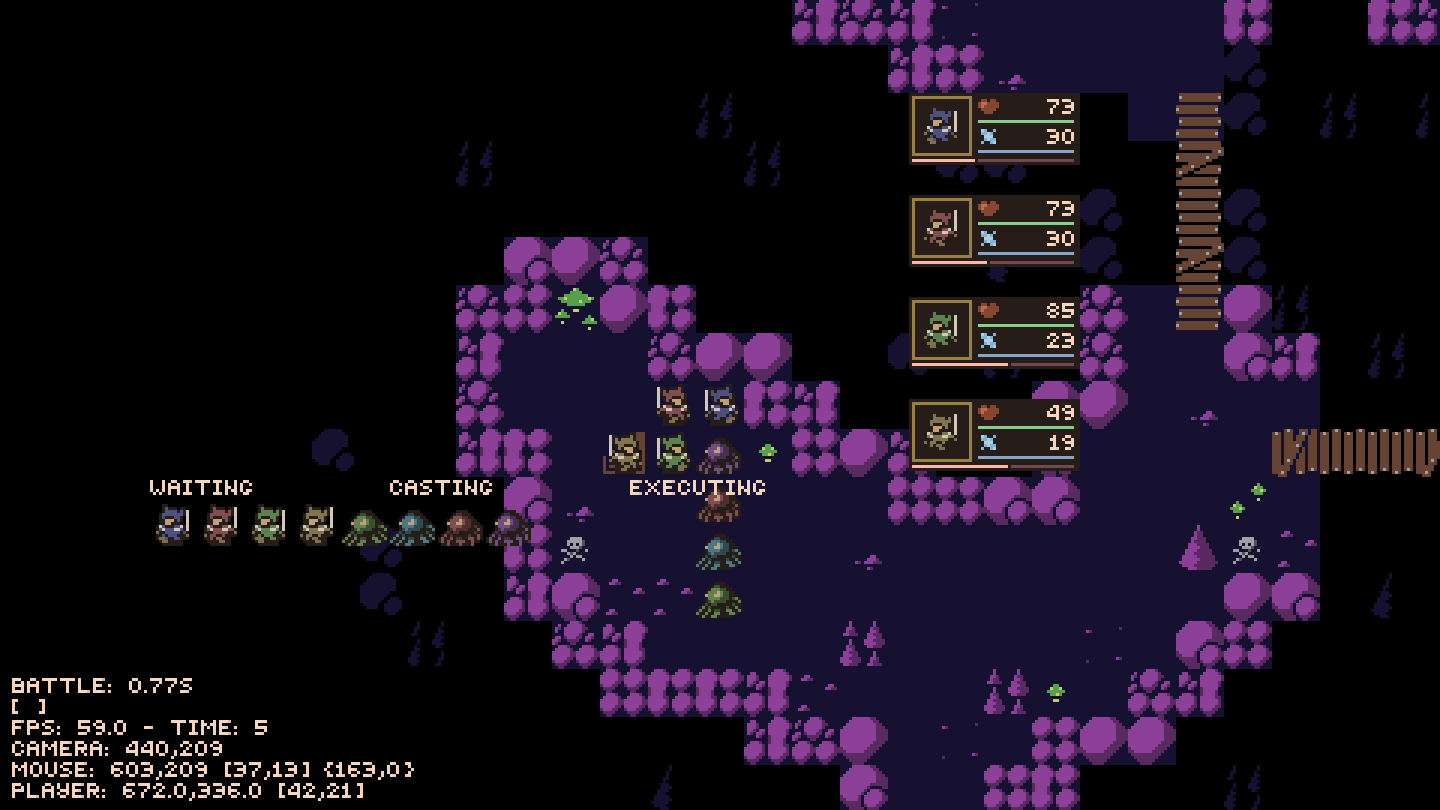 73
30
73
30
85
23
49
19
WAITING CASTING EXECUTING
BATTLE: 0.77S
[ ]
FPS: 59.0 - TIME: 5
CAMERA: 440,209
MOUSE: 603,209 [37,13] {163,0}
PLAYER: 672.0,336.0 [42,21]